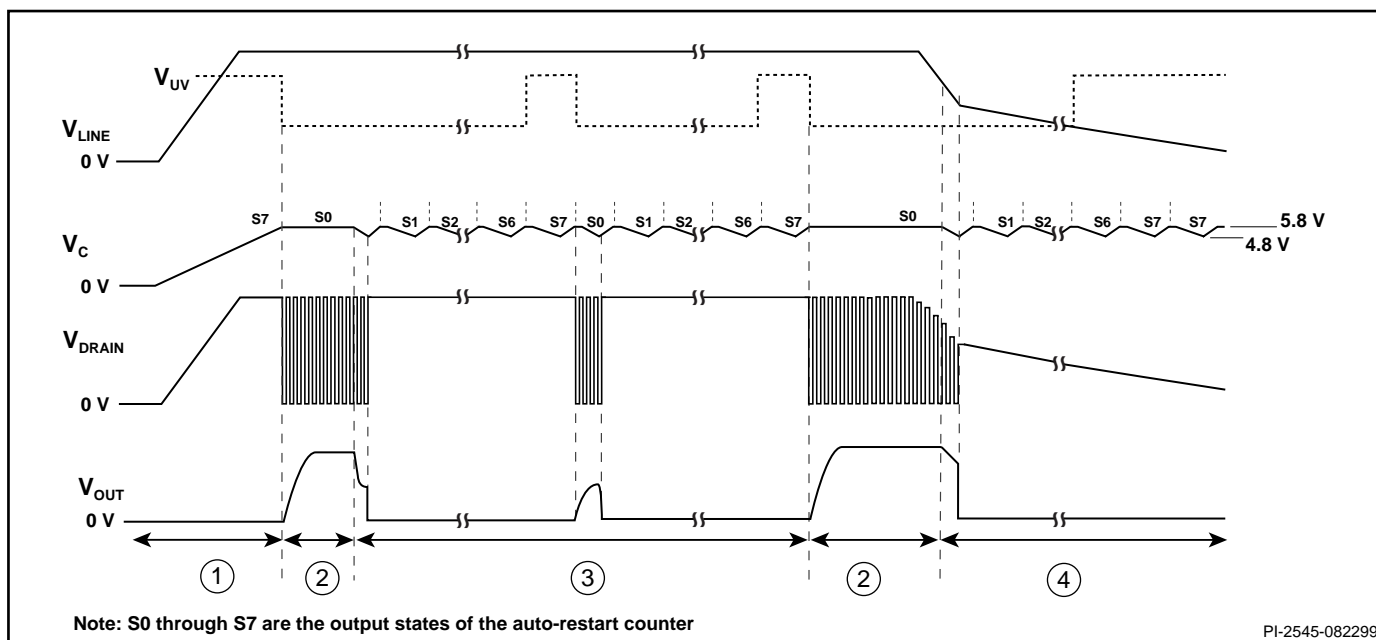 V_UV
V_LINE
0 V
S7 S0 S1 S2 S6 S7 S0 S1 S2 S6 S7 S0 S1 S2 S6 S7 S7 5.8 V
4.8 V
V_C
0 V
V_DRAIN
0 V
V_OUT
0 V
1 2 3 2 4
Note: S0 through S7 are the output states of the auto-restart counter
PI-2545-082299